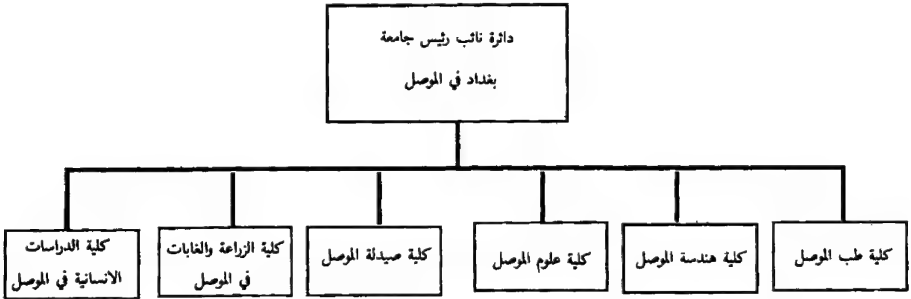 دائرة نائب رئيس جامعة
بغداد في الموصل
كلية طب الموصل
كلية هندسة الموصل
كلية علوم الموصل
كلية صيدلة الموصل
كلية الزراعة والغابات
في الموصل
كلية الدراسات
الانسانية في الموصل